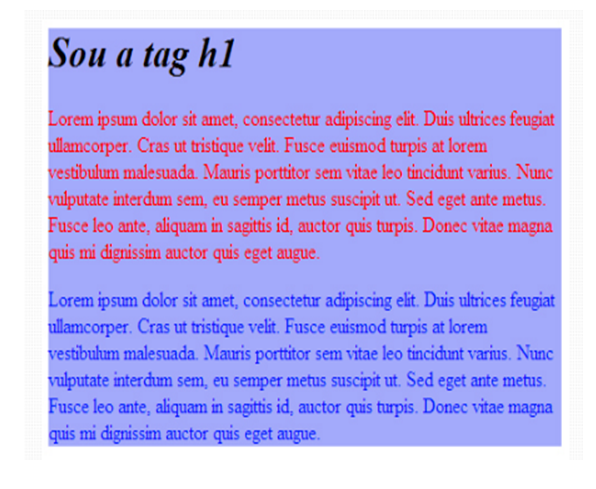 Sou a tag h1
Lorem ipsum dolor sit amet, consectetur adipiscing elit. Duis ultrices feugiat
ullamcorper. Cras ut tristique velit. Fusce euismod turpis at lorem
vestibulum malesuada. Mauris porttitor sem vitae leo tincidunt varius. Nunc
vulputate interdum sem, eu semper metus suscipit ut. Sed eget ante metus.
Fusce leo ante, aliquam in sagittis id, auctor quis turpis. Donec vitae magna
quis mi dignissim auctor quis eget augue.
Lorem ipsum dolor sit amet, consectetur adipiscing elit. Duis ultrices feugiat
ullamcorper. Cras ut tristique velit. Fusce euismod turpis at lorem
vestibulum malesuada. Mauris porttitor sem vitae leo tincidunt varius. Nunc
vulputate interdum sem, eu semper metus suscipit ut. Sed eget ante metus.
Fusce leo ante, aliquam in sagittis id, auctor quis turpis. Donec vitae magna
quis mi dignissim auctor quis eget augue.